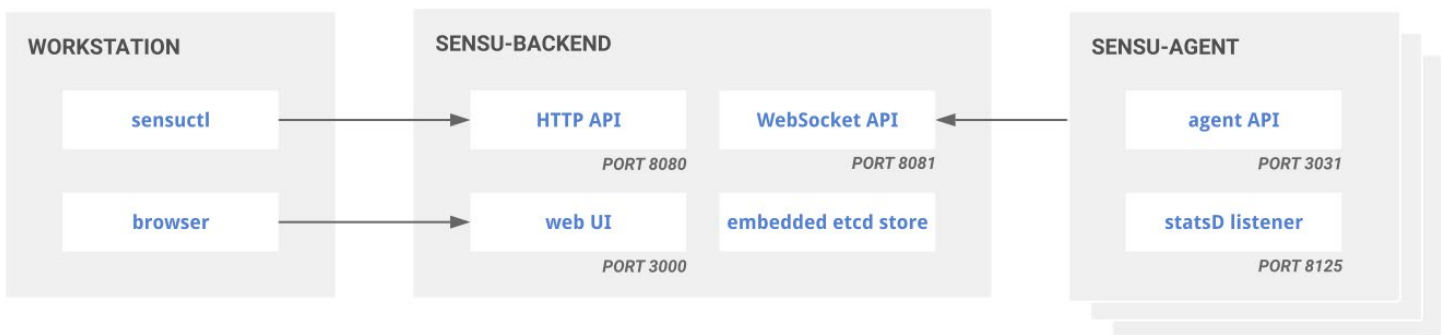 WORKSTATION
sensuctl
browser
SENSU-BACKEND
HTTP API
PORT 8080
WebSocket API
PORT 8081
web UI
PORT 3000
embedded etcd store
SENSU-AGENT
agent API
PORT 3031
statsD listener
PORT 8125